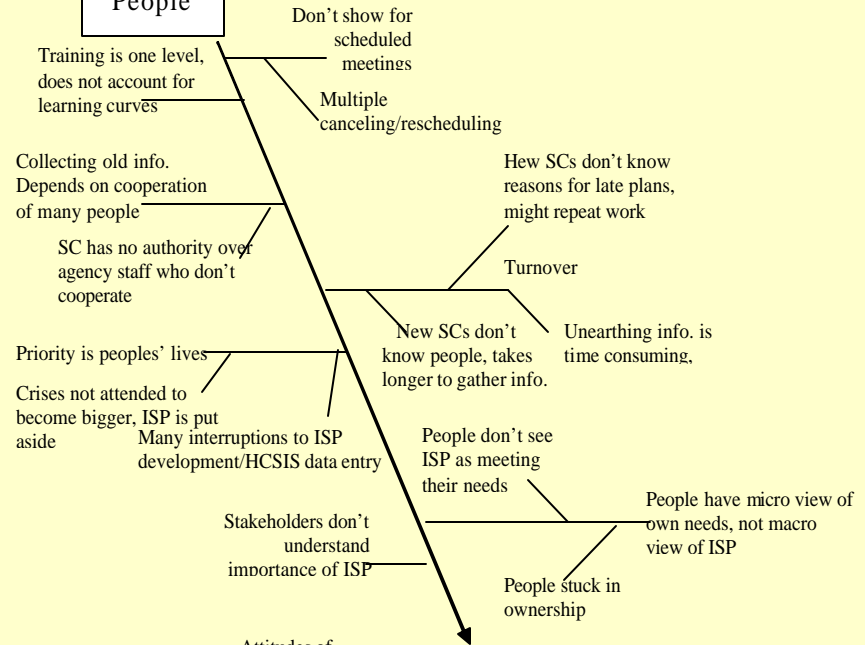 People
Don't show for
scheduled
meetings
Training is one level,
does not account for
learning curves
Multiple
canceling/rescheduling
Collecting old info.
Depends on cooperation
of many people
Hew SCs don't know
reasons for late plans,
might repeat work
SC has no authority over
agency staff who don't
cooperate
Turnover
New SCs don't
know people, takes
longer to gather info.
Unearthing info. is
time consuming,
Priority is peoples' lives
Crises not attended to
become bigger, ISP is put
aside
Many interruptions to ISP
development/HCSIS data entry
People don't see
ISP as meeting
their needs
People have micro view of
own needs, not macro
view of ISP
Stakeholders don't
understand
importance of ISP
People stuck in
ownership
Attitudes of